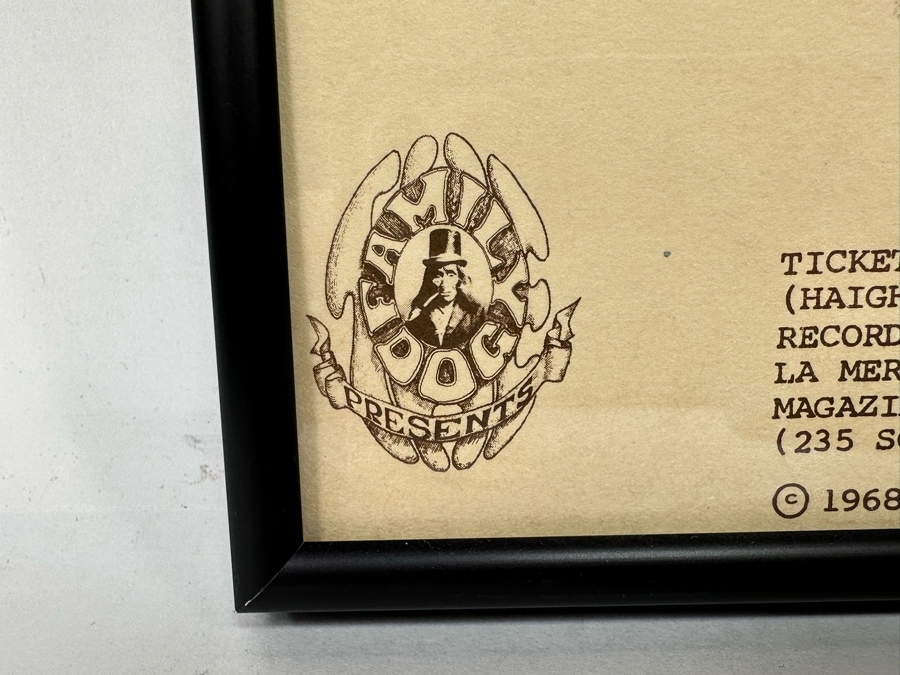 FAMILY
DOG
PRESENTS
TICKET
(HAIGH
RECORD
LA MER
MAGAZI
(235 S
© 1968